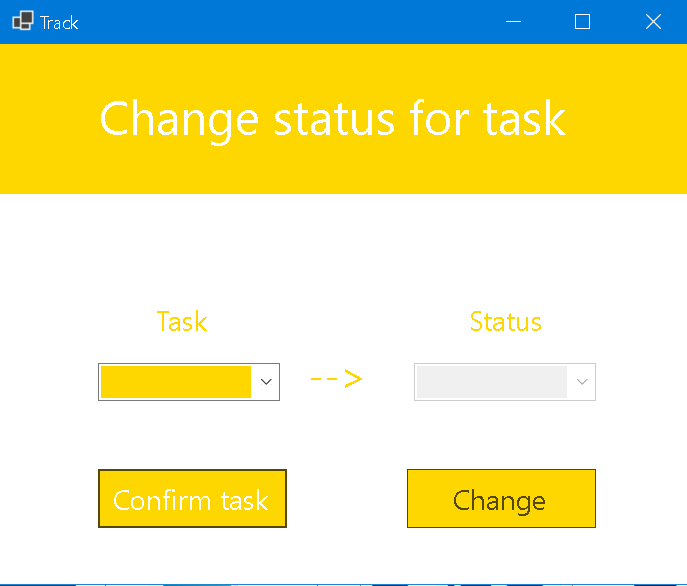 Track
Change status for task
Task
Status
-->
Confirm task
Change